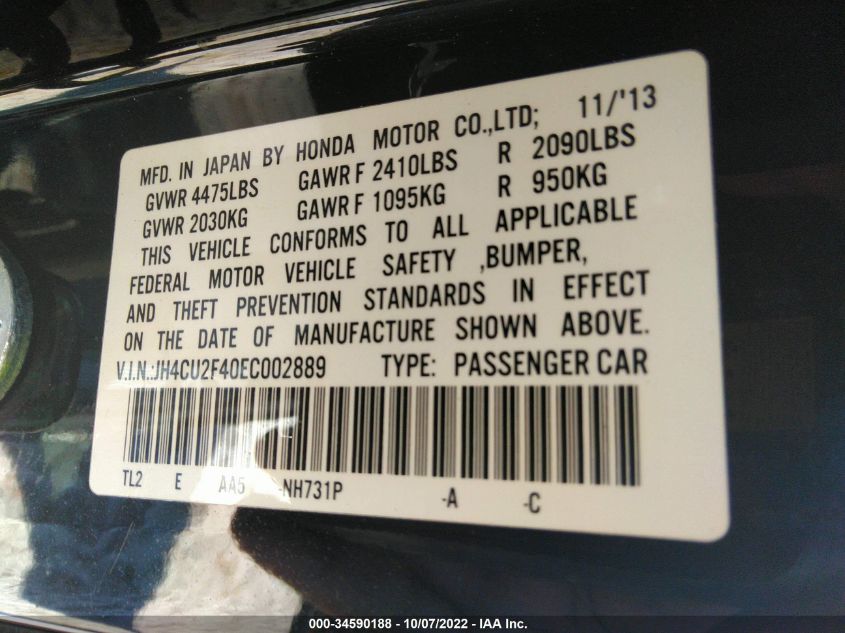 MFD. IN JAPAN BY HONDA MOTOR CO.,LTD; 11/'13
GVWR 4475LBS GAWR F 2410LBS R 2090LBS
GVWR 2030KG GAWR F 1095KG R 950KG
THIS VEHICLE CONFORMS TO ALL APPLICABLE
FEDERAL MOTOR VEHICLE SAFETY ,BUMPER,
AND THEFT PREVENTION STANDARDS IN EFFECT
ON THE DATE OF MANUFACTURE SHOWN ABOVE.
V.I.N.:JH4CU2F40EC002889 TYPE: PASSENGER CAR
TL2 E AA5 -NH731P -A -C
000-34590188 - 10/07/2022 - IAA Inc.